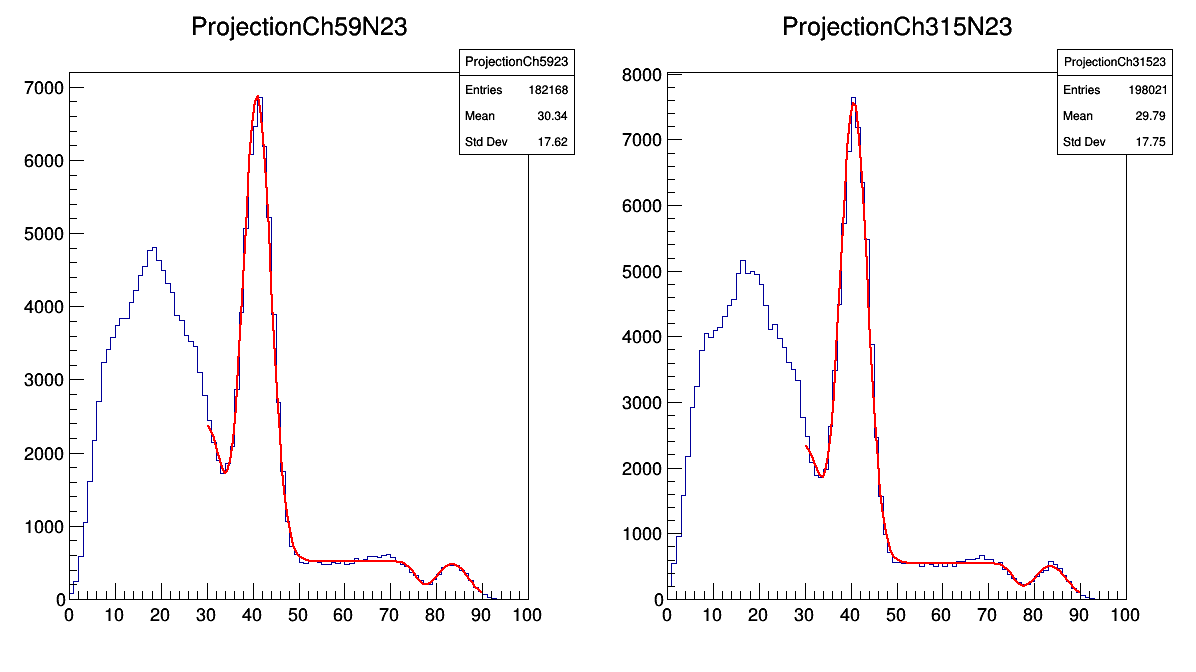 ProjectionCh59N23
ProjectionCh5923
Entries 182168
Mean 30.34
Std Dev 17.62
7000
6000
5000
4000
3000
2000
1000
0
0 10 20 30 40 50 60 70 80 90 100
ProjectionCh315N23
ProjectionCh31523
Entries 198021
Mean 29.79
Std Dev 17.75
8000
7000
6000
5000
4000
3000
2000
1000
0
0 10 20 30 40 50 60 70 80 90 100